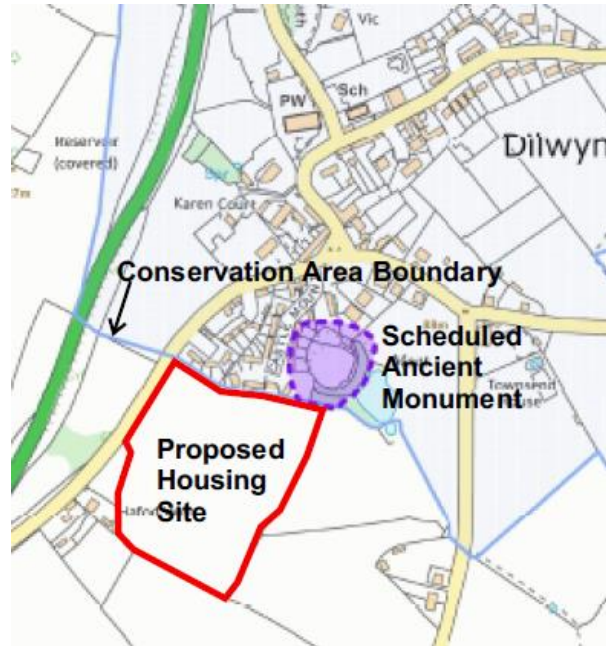 Vic
PW
Sch
Dilwyn
Reservoir
(covered)
Karen Court
Conservation Area Boundary
Scheduled
Ancient
Monument
Townsend
House
Proposed
Housing
Site